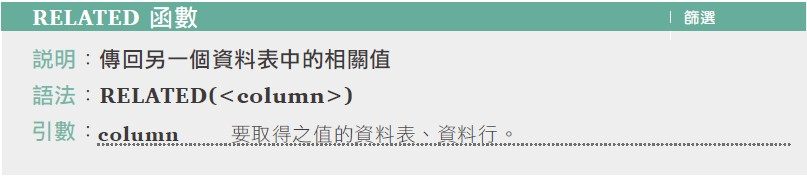 RELATED 函數 | 篩選
說明：傳回另一個資料表中的相關值
語法：RELATED(<column>)
引數：column 要取得之值的資料表、資料行。